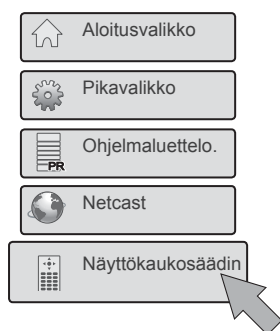 Aloitusvalikko
Pikavalikko
PR
Ohjelmaluettelo.
Netcast
Näyttökaukosäädin